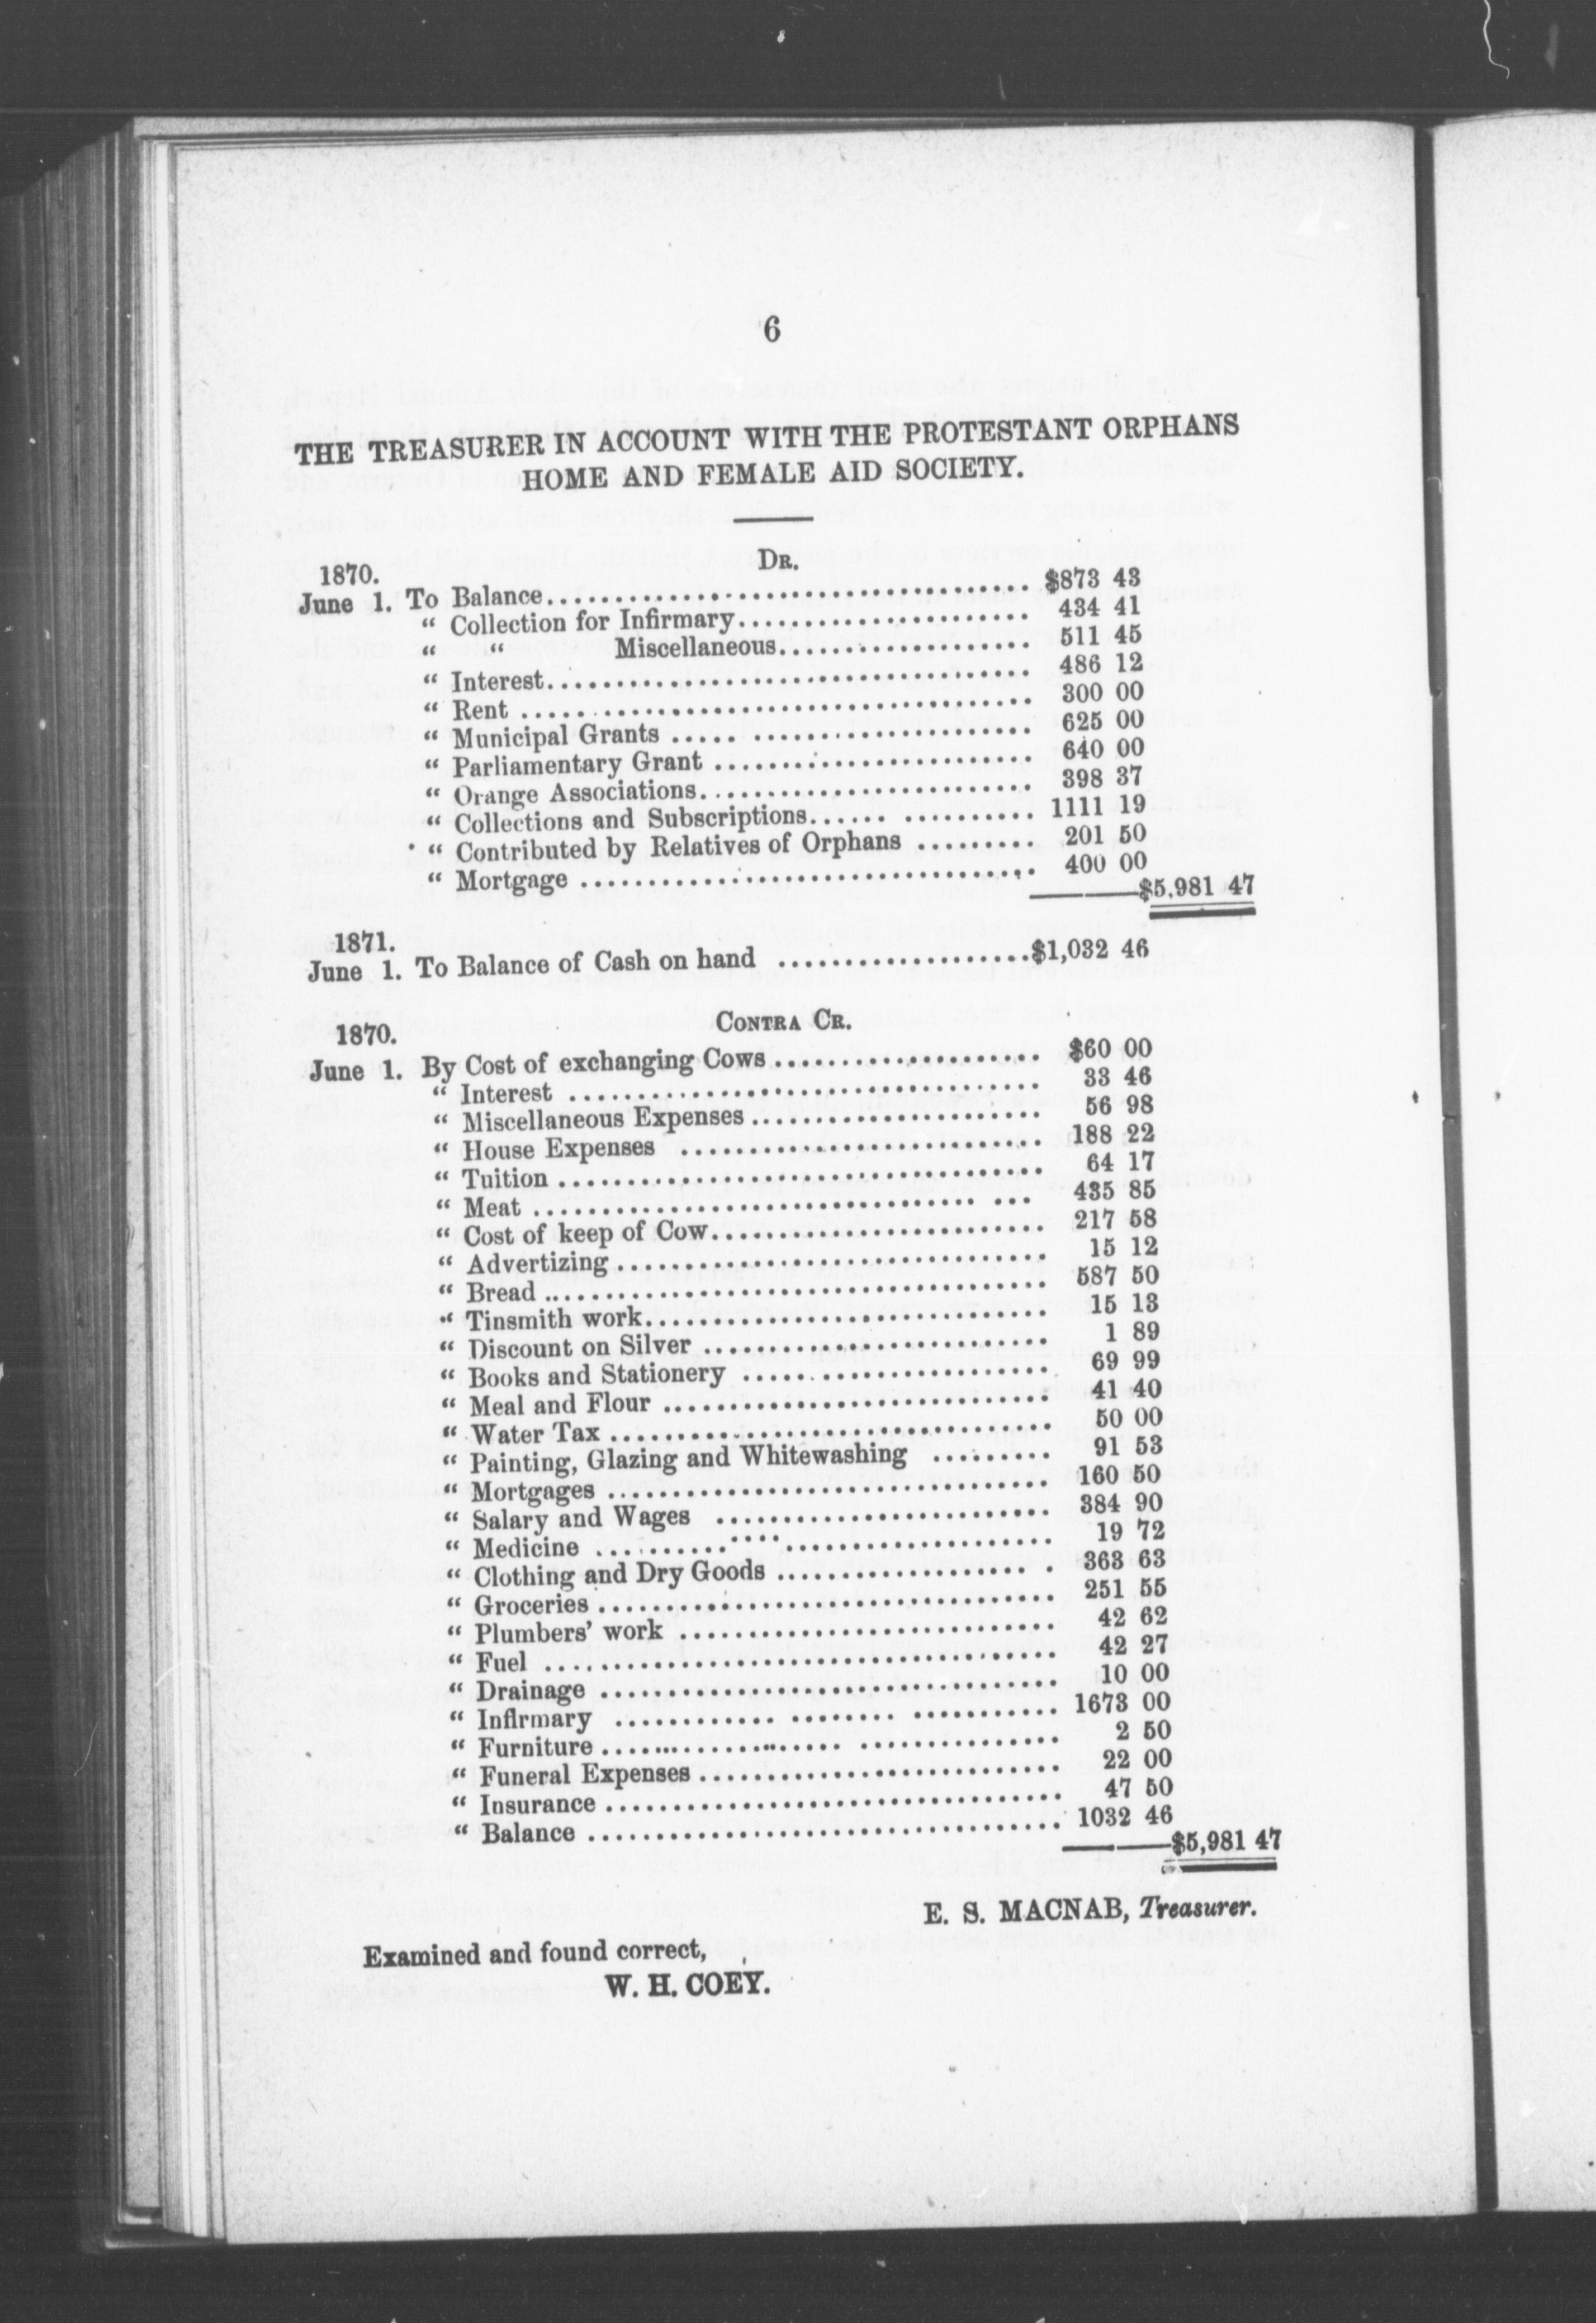 6
THE TREASURER IN ACCOUNT WITH THE PROTESTANT ORPHANS
HOME AND FEMALE AID SOCIETY.
DR.
1870.
June 1. To Balance........................................ $873 43
“ Collection for Infirmary........................ 434 41
“ “ Miscellaneous................... 511 45
“ Interest.................................... 486 12
“ Rent ...................................... 300 00
“ Municipal Grants ..... ..................... 625 00
“ Parliamentary Grant ........................ 640 00
“ Orange Associations......................... 398 37
“ Collections and Subscriptions...... .......... 1111 19
“ Contributed by Relatives of Orphans ......... 201 50
“ Mortgage .................................. 400 00
$5,981 47
1871.
June 1. To Balance of Cash on hand ...................$1,032 46
CONTRA CR.
1870.
June 1. By Cost of exchanging Cows .................... $60 00
“ Interest ................................... 33 46
“ Miscellaneous Expenses ...................... 56 98
“ House Expenses ........................... 188 22
“ Tuition .................................... 64 17
“ Meat ................................. ... 435 85
“ Cost of keep of Cow......................... 217 58
“ Advertizing ................................ 15 12
“ Bread ..................................... 587 50
“ Tinsmith work.............................. 15 13
“ Discount on Silver .......................... 1 89
“ Books and Stationery ....................... 69 99
“ Meal and Flour ............................. 41 40
“ Water Tax ................................. 50 00
“ Painting, Glazing and Whitewashing ......... 91 53
“ Mortgages ................................. 160 50
“ Salary and Wages ......................... 384 90
“ Medicine .................................. 19 72
“ Clothing and Dry Goods ................... . 363 63
“ Groceries .................................. 251 55
“ Plumbers’ work ............................ 42 62
“ Fuel ...................................... 42 27
“ Drainage .................................. 10 00
“ Infirmary ............ ........ ........... 1673 00
“ Furniture .................. ............... 2 50
“ Funeral Expenses ........................... 22 00
“ Insurance .................................. 47 50
“ Balance ................................... 1032 46
$5,981 47
E. S. MACNAB, Treasurer.
Examined and found correct,
W. H. COEY.